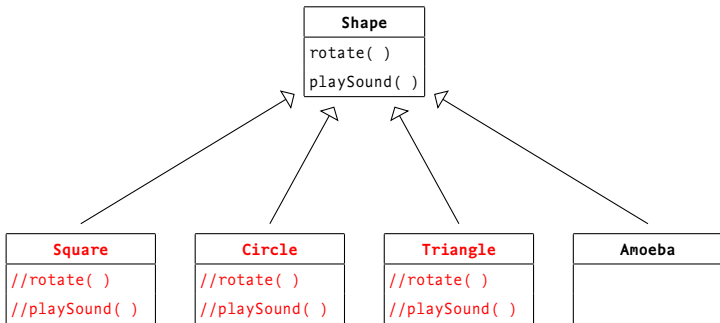 Shape
rotate( )
playSound( )
Square
Circle
Triangle
Amoeba
//rotate( )
//rotate( )
//rotate( )
//playSound( )
//playSound( )
//playSound( )